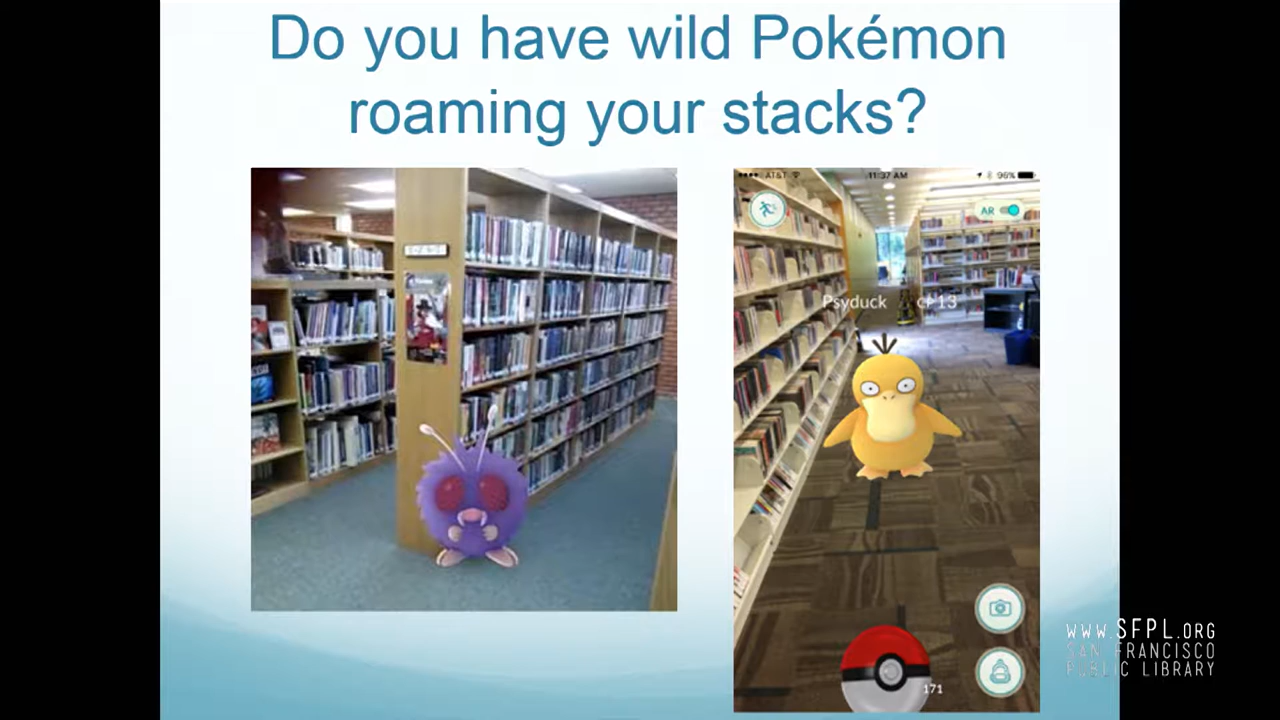 Do you have wild Pokémon
roaming your stacks?
AT&T
11:37 AM
96%
AR
Psyduck CP13
171
WWW.SFPL.ORG
SAN FRANCISCO
PUBLIC LIBRARY